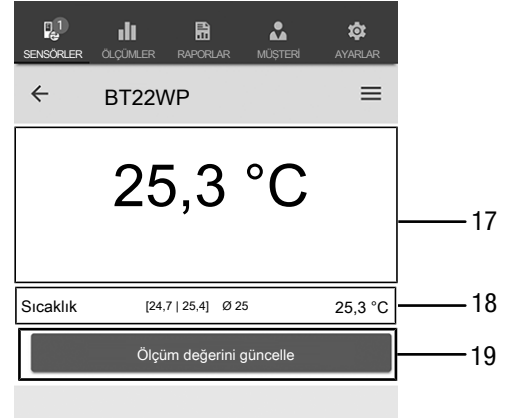 1
SENSÖRLER ÖLÇÜMLER RAPORLAR MÜŞTERİ AYARLAR
BT22WP
25,3 °C
17
Sıcaklık [24,7 | 25,4] Ø 25 25,3 °C
18
Ölçüm değerini güncelle
19